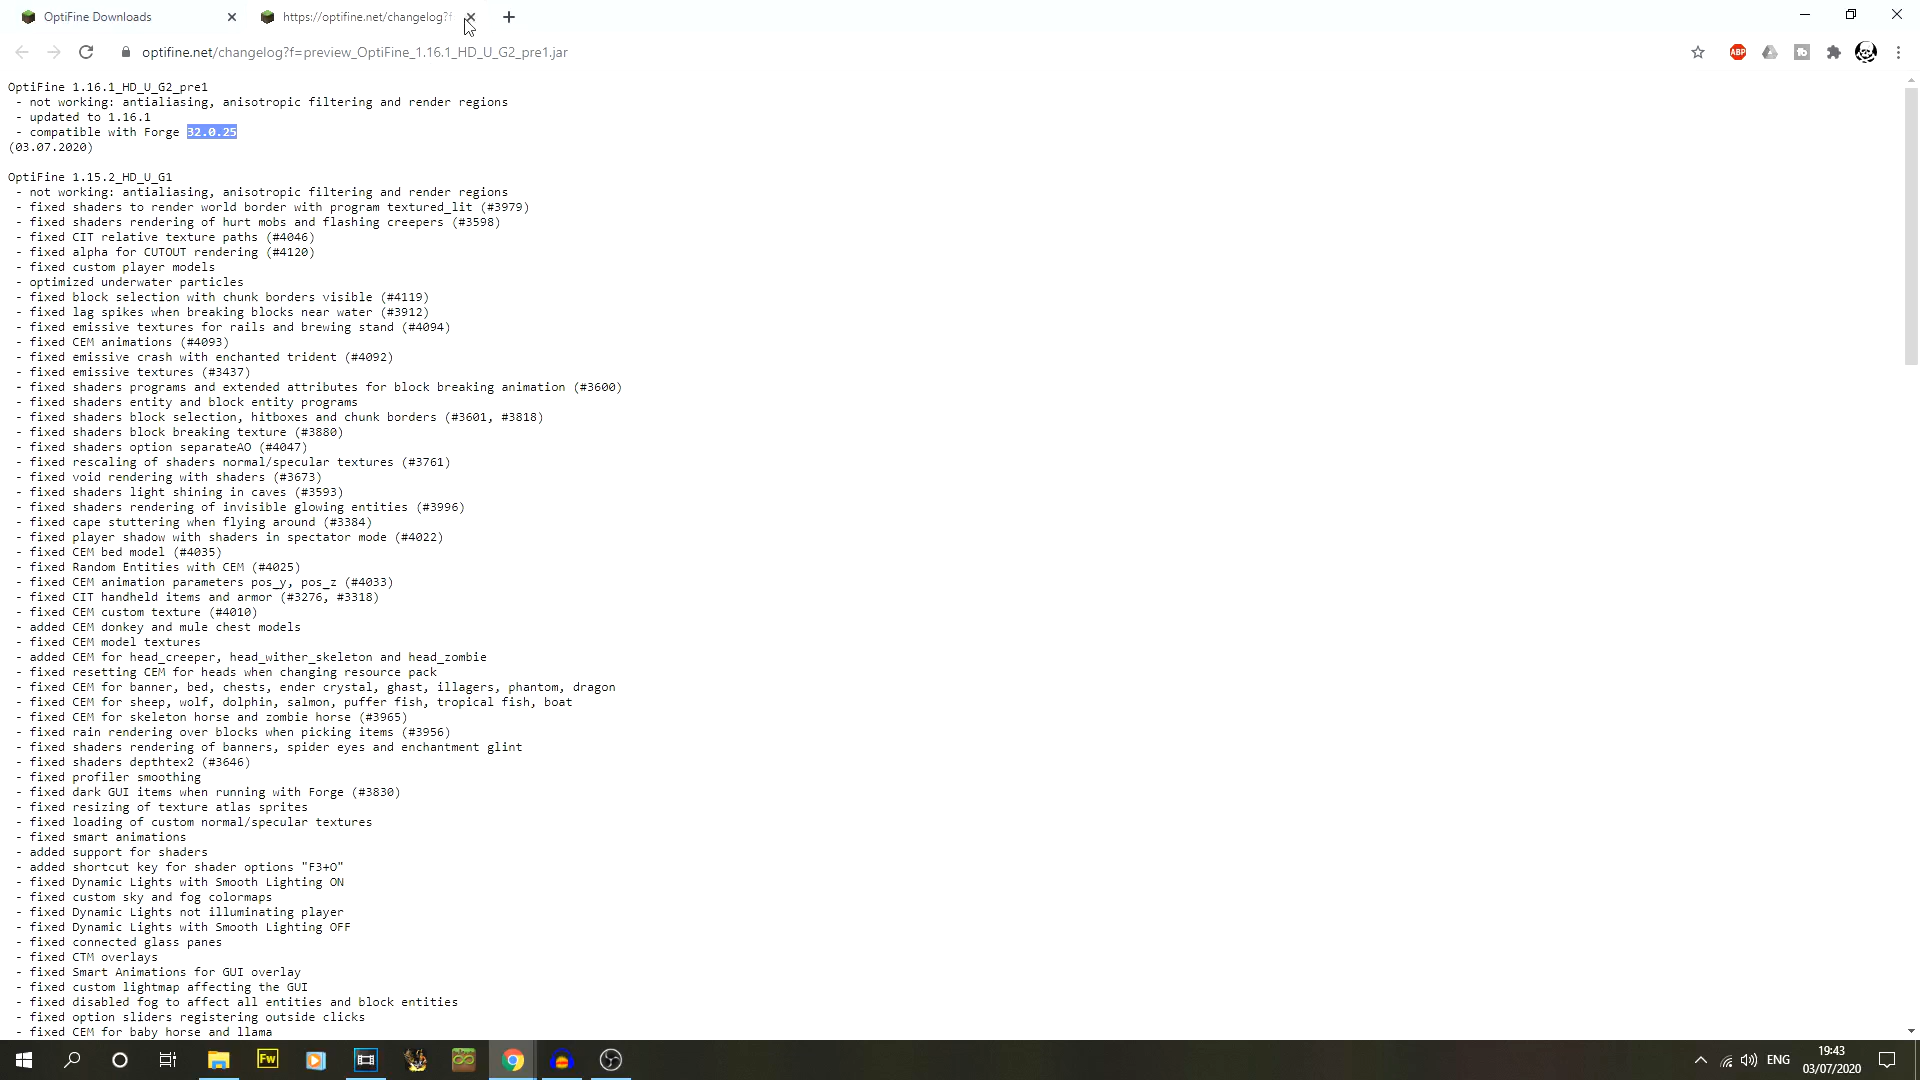 OptiFine Downloads
https://optifine.net/changelog?f
optifine.net/changelog?f=preview_OptiFine_1.16.1_HD_U_G2_pre1.jar
ABP
OptiFine 1.16.1_HD_U_G2_pre1
- not working: antialiasing, anisotropic filtering and render regions
- updated to 1.16.1
- compatible with Forge 32.0.25
(03.07.2020)
OptiFine 1.15.2_HD_U_G1
- not working: antialiasing, anisotropic filtering and render regions
- fixed shaders to render world border with program textured_lit (#3979)
- fixed shaders rendering of hurt mobs and flashing creepers (#3598)
- fixed CIT relative texture paths (#4046)
- fixed alpha for CUTOUT rendering (#4120)
- fixed custom player models
- optimized underwater particles
- fixed block selection with chunk borders visible (#4119)
- fixed lag spikes when breaking blocks near water (#3912)
- fixed emissive textures for rails and brewing stand (#4094)
- fixed CEM animations (#4093)
- fixed emissive crash with enchanted trident (#4092)
- fixed emissive textures (#3437)
- fixed shaders programs and extended attributes for block breaking animation (#3600)
- fixed shaders entity and block entity programs
- fixed shaders block selection, hitboxes and chunk borders (#3601, #3818)
- fixed shaders block breaking texture (#3880)
- fixed shaders option separateAO (#4047)
- fixed rescaling of shaders normal/specular textures (#3761)
- fixed void rendering with shaders (#3673)
- fixed shaders light shining in caves (#3593)
- fixed shaders rendering of invisible glowing entities (#3996)
- fixed cape stuttering when flying around (#3384)
- fixed player shadow with shaders in spectator mode (#4022)
- fixed CEM bed model (#4035)
- fixed Random Entities with CEM (#4025)
- fixed CEM animation parameters pos_y, pos_z (#4033)
- fixed CIT handheld items and armor (#3276, #3318)
- fixed CEM custom texture (#4010)
- added CEM donkey and mule chest models
- fixed CEM model textures
- added CEM for head_creeper, head_wither_skeleton and head_zombie
- fixed resetting CEM for heads when changing resource pack
- fixed CEM for banner, bed, chests, ender crystal, ghast, illagers, phantom, dragon
- fixed CEM for sheep, wolf, dolphin, salmon, puffer fish, tropical fish, boat
- fixed CEM for skeleton horse and zombie horse (#3965)
- fixed rain rendering over blocks when picking items (#3956)
- fixed shaders rendering of banners, spider eyes and enchantment glint
- fixed shaders depthtex2 (#3646)
- fixed profiler smoothing
- fixed dark GUI items when running with Forge (#3830)
- fixed resizing of texture atlas sprites
- fixed loading of custom normal/specular textures
- fixed smart animations
- added support for shaders
- added shortcut key for shader options "F3+O"
- fixed Dynamic Lights with Smooth Lighting ON
- fixed custom sky and fog colormaps
- fixed Dynamic Lights not illuminating player
- fixed Dynamic Lights with Smooth Lighting OFF
- fixed connected glass panes
- fixed CTM overlays
- fixed Smart Animations for GUI overlay
- fixed custom lightmap affecting the GUI
- fixed disabled fog to affect all entities and block entities
- fixed option sliders registering outside clicks
- fixed CEM for baby horse and llama
Fw
ENG
19:43
03/07/2020